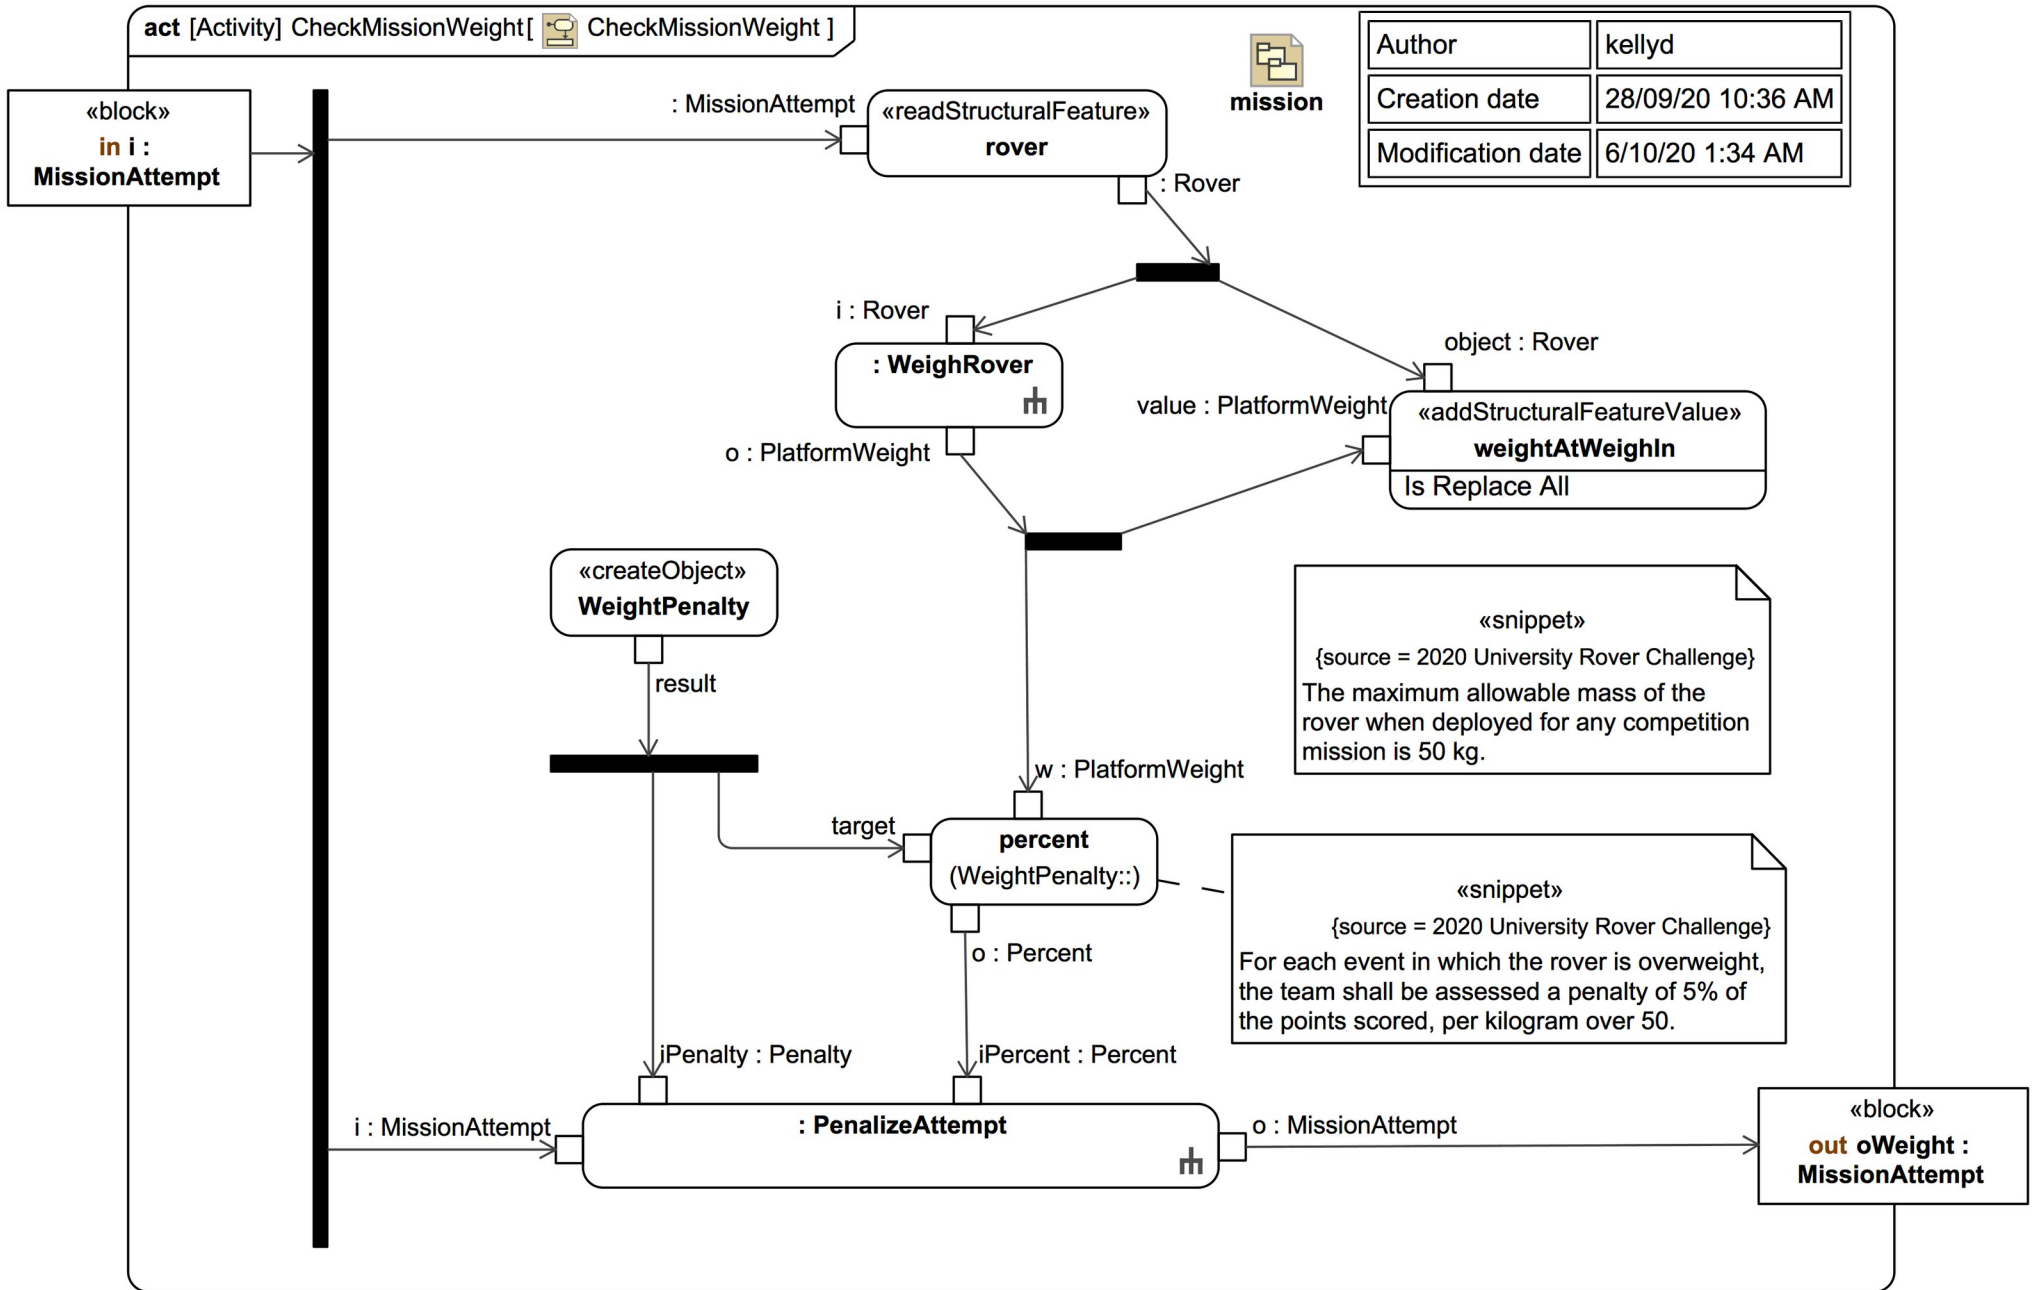 act [Activity] CheckMissionWeight[ CheckMissionWeight ]
mission
Author kellyd
Creation date 28/09/20 10:36 AM
Modification date 6/10/20 1:34 AM
«block»
in i :
MissionAttempt
: MissionAttempt
«readStructuralFeature»
rover
: Rover
i : Rover
: WeighRover
o : PlatformWeight
object : Rover
value : PlatformWeight
«addStructuralFeatureValue»
weightAtWeighIn
Is Replace All
«createObject»
WeightPenalty
result
«snippet»
{source = 2020 University Rover Challenge}
The maximum allowable mass of the
rover when deployed for any competition
mission is 50 kg.
w : PlatformWeight
target
percent
(WeightPenalty::)
o : Percent
«snippet»
{source = 2020 University Rover Challenge}
For each event in which the rover is overweight,
the team shall be assessed a penalty of 5% of
the points scored, per kilogram over 50.
iPenalty : Penalty
iPercent : Percent
i : MissionAttempt
: PenalizeAttempt
o : MissionAttempt
«block»
out oWeight :
MissionAttempt